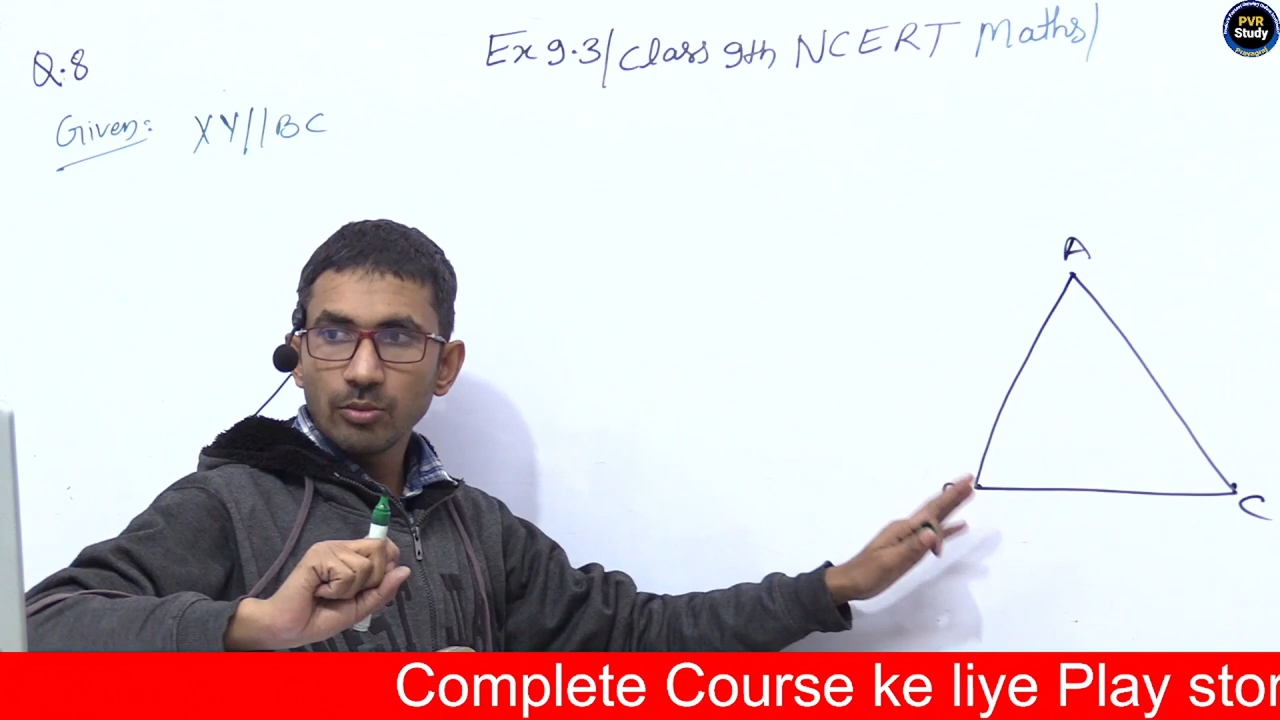 Ex 9.3/ Class 9th NCERT Maths/
PVR
Study
Prayagraj
Q.8
Given: XY//BC
A
C
Complete Course ke liye Play stor